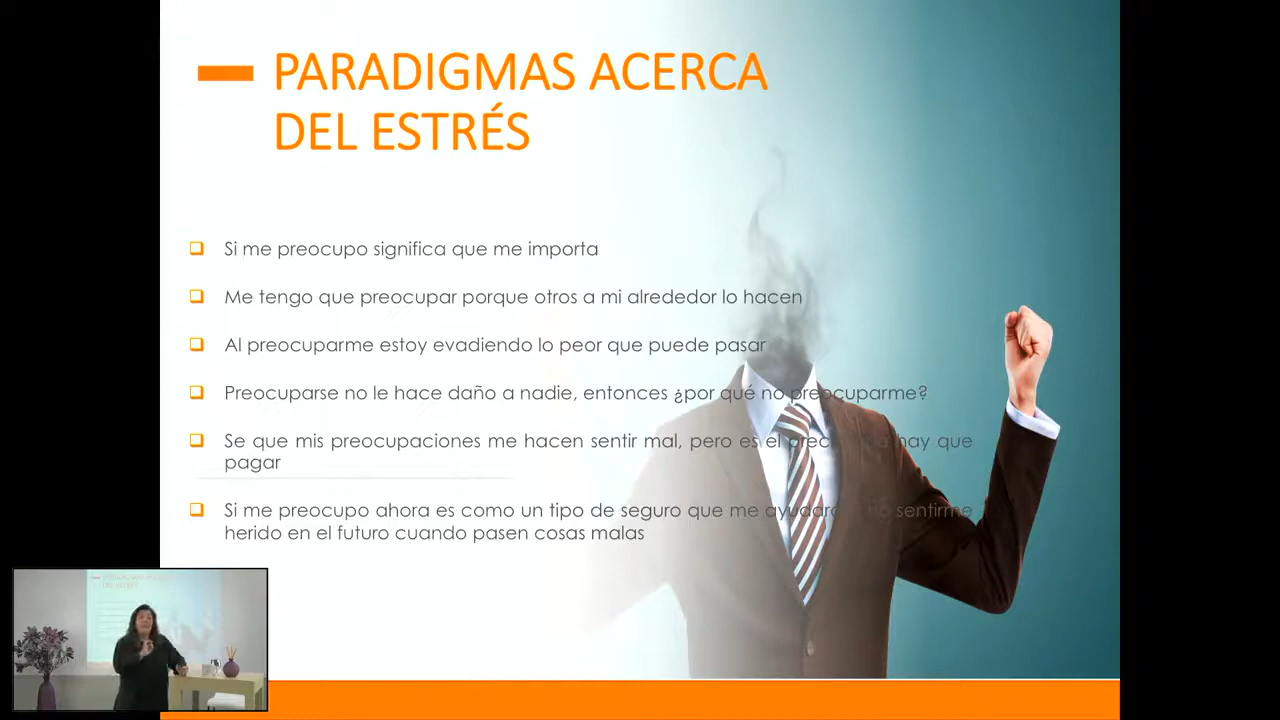 PARADIGMAS ACERCA
DEL ESTRÉS
Si me preocupo significa que me importa
Me tengo que preocupar porque otros a mi alrededor lo hacen
Al preocuparme estoy evadiendo lo peor que puede pasar
Preocuparse no le hace daño a nadie, entonces ¿por qué no preocuparme?
Se que mis preocupaciones me hacen sentir mal, pero es el precio que hay que
pagar
Si me preocupo ahora es como un tipo de seguro que me ayudará a no sentirme
herido en el futuro cuando pasen cosas malas